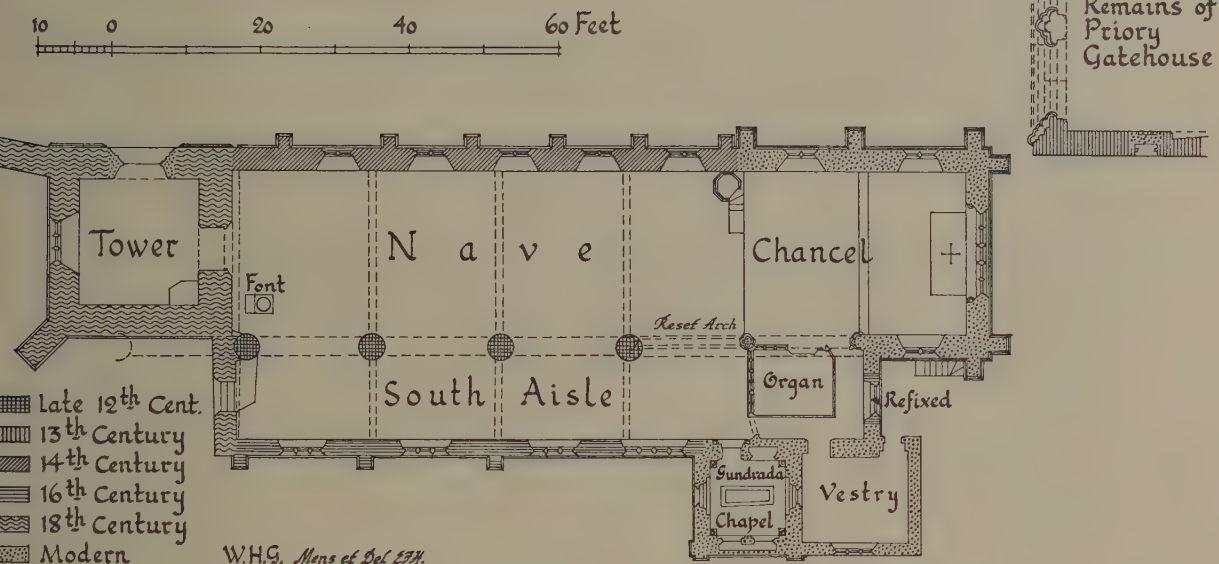 10 0 20 40 60 Feet
Remains of
Priory
Gatehouse
Tower
Nave
Chancel
Font
Reset Arch
South Aisle
Organ
Refixed
Gundrada
Chapel
Vestry
Late 12th Cent.
13th Century
14th Century
16th Century
18th Century
Modern
W.H.G. Mens et Del